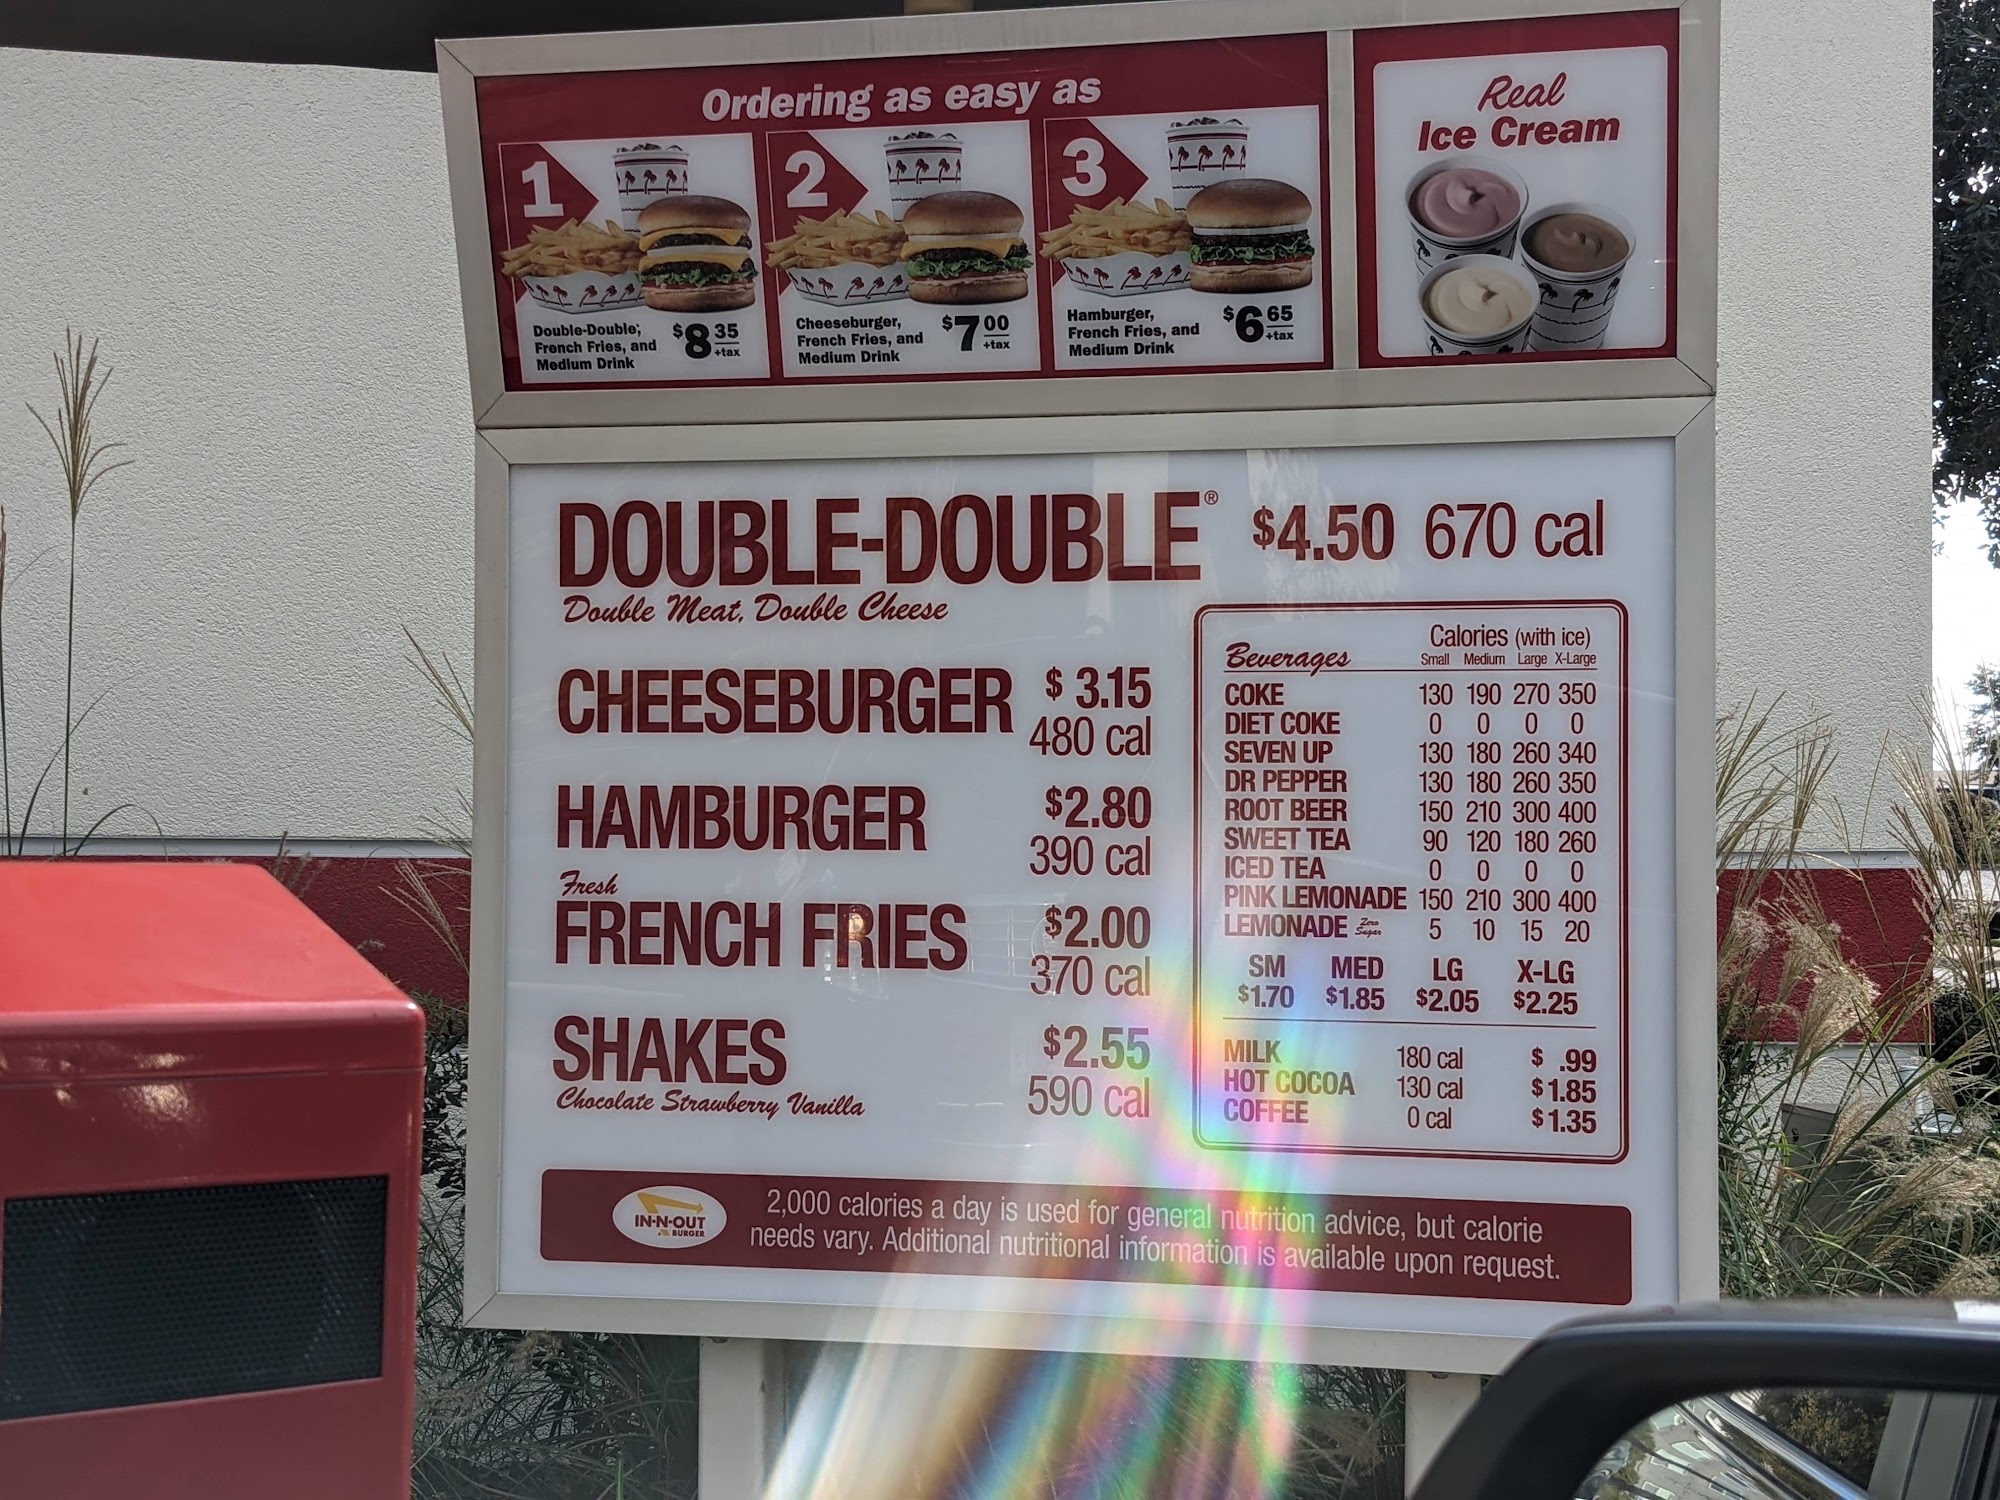 Ordering as easy as
1
Double-Double,
French Fries, and
Medium Drink
$8 35
+tax
2
Cheeseburger,
French Fries, and
Medium Drink
$7 00
+tax
3
Hamburger,
French Fries, and
Medium Drink
$6 65
+tax
Real
Ice Cream
DOUBLE-DOUBLE® $4.50 670 cal
Double Meat, Double Cheese
CHEESEBURGER $ 3.15
480 cal
HAMBURGER $2.80
390 cal
Fresh
FRENCH FRIES $2.00
370 cal
SHAKES $2.55
Chocolate Strawberry Vanilla 590 cal
Calories (with ice)
Beverages Small Medium Large X-Large
COKE 130 190 270 350
DIET COKE 0 0 0 0
SEVEN UP 130 180 260 340
DR PEPPER 130 180 260 350
ROOT BEER 150 210 300 400
SWEET TEA 90 120 180 260
ICED TEA 0 0 0 0
PINK LEMONADE 150 210 300 400
LEMONADE Zero Sugar 5 10 15 20
SM MED LG X-LG
$1.70 $1.85 $2.05 $2.25
MILK 180 cal $ .99
HOT COCOA 130 cal $1.85
COFFEE 0 cal $1.35
IN-N-OUT
BURGER
2,000 calories a day is used for general nutrition advice, but calorie
needs vary. Additional nutritional information is available upon request.